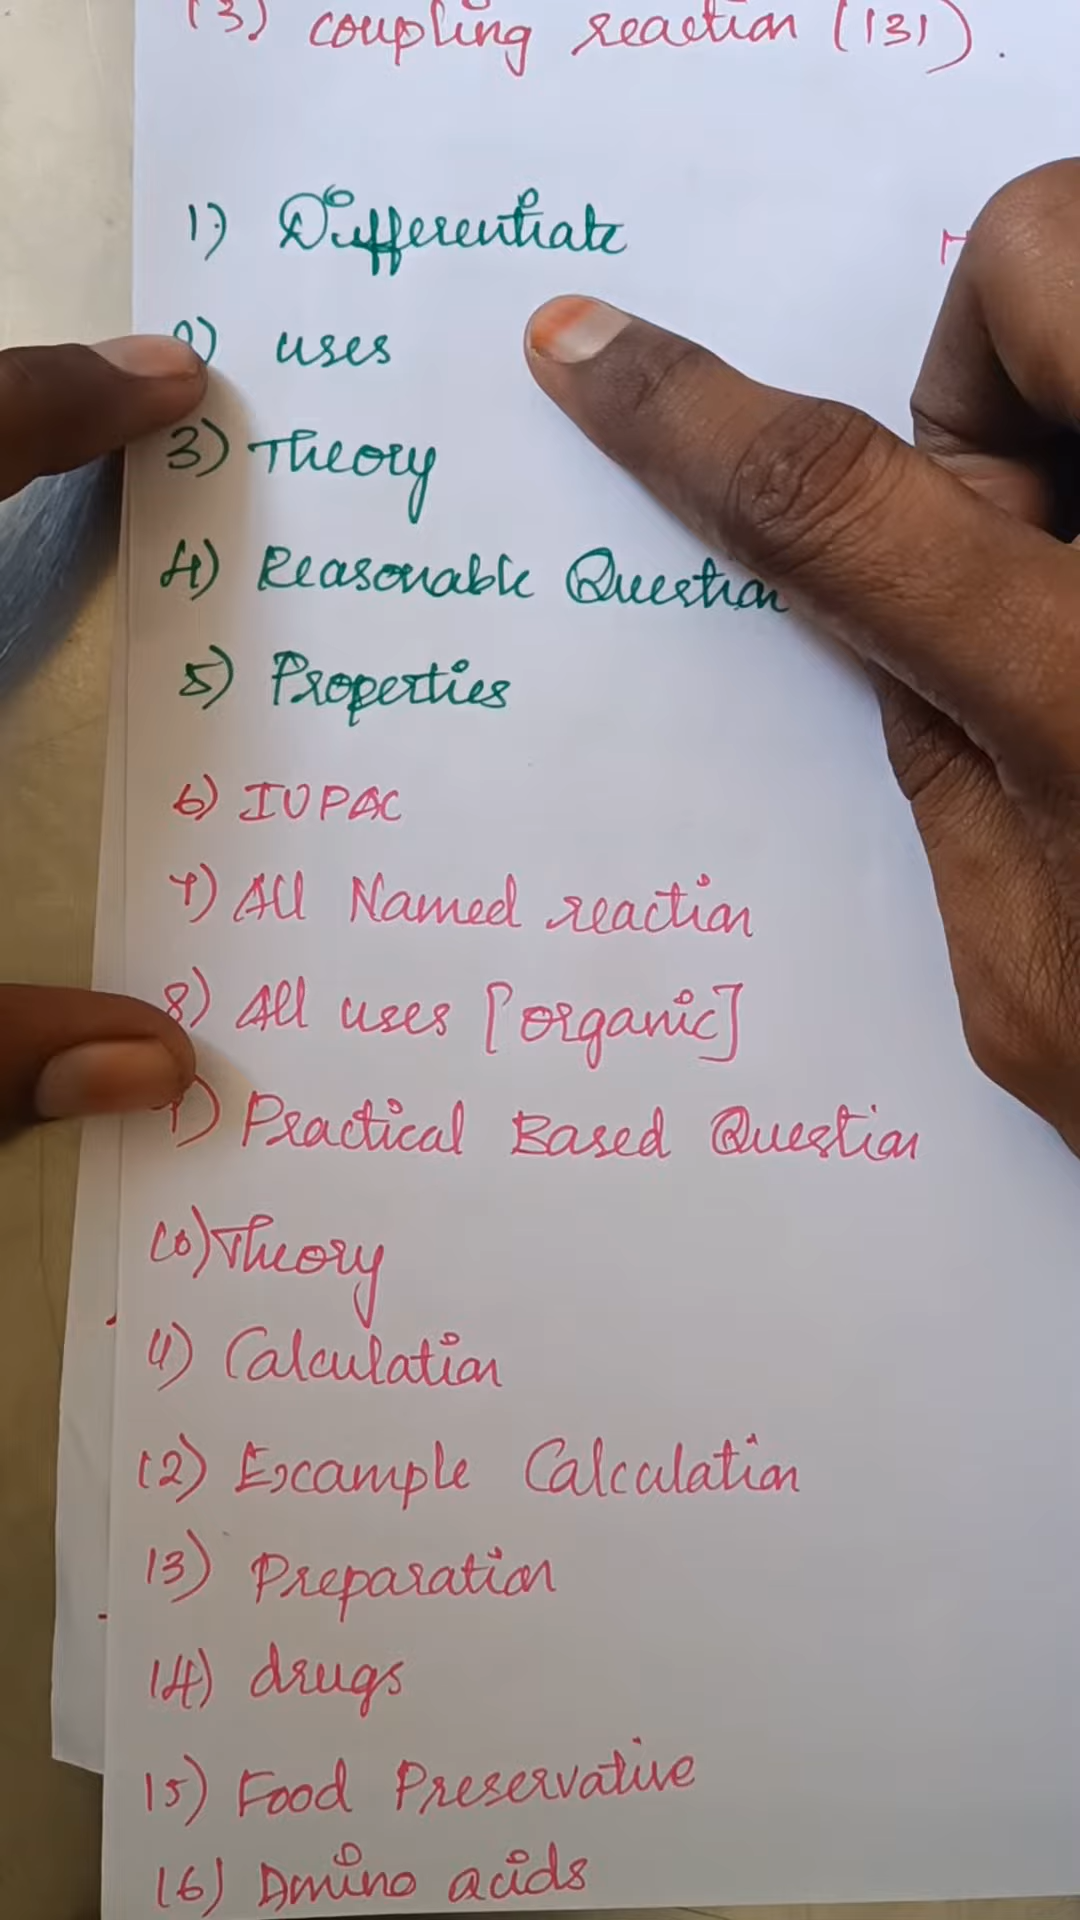 (3) coupling reaction (131).
1) Differentiate
2) uses
3) Theory
4) Reasonable Question
5) Properties
6) IUPAC
7) All Named reaction
8) All uses [organic]
9) Practical Based Question
10) Theory
11) Calculation
12) Example Calculation
13) Preparation
14) drugs
15) Food Preservative
16) Amino acids